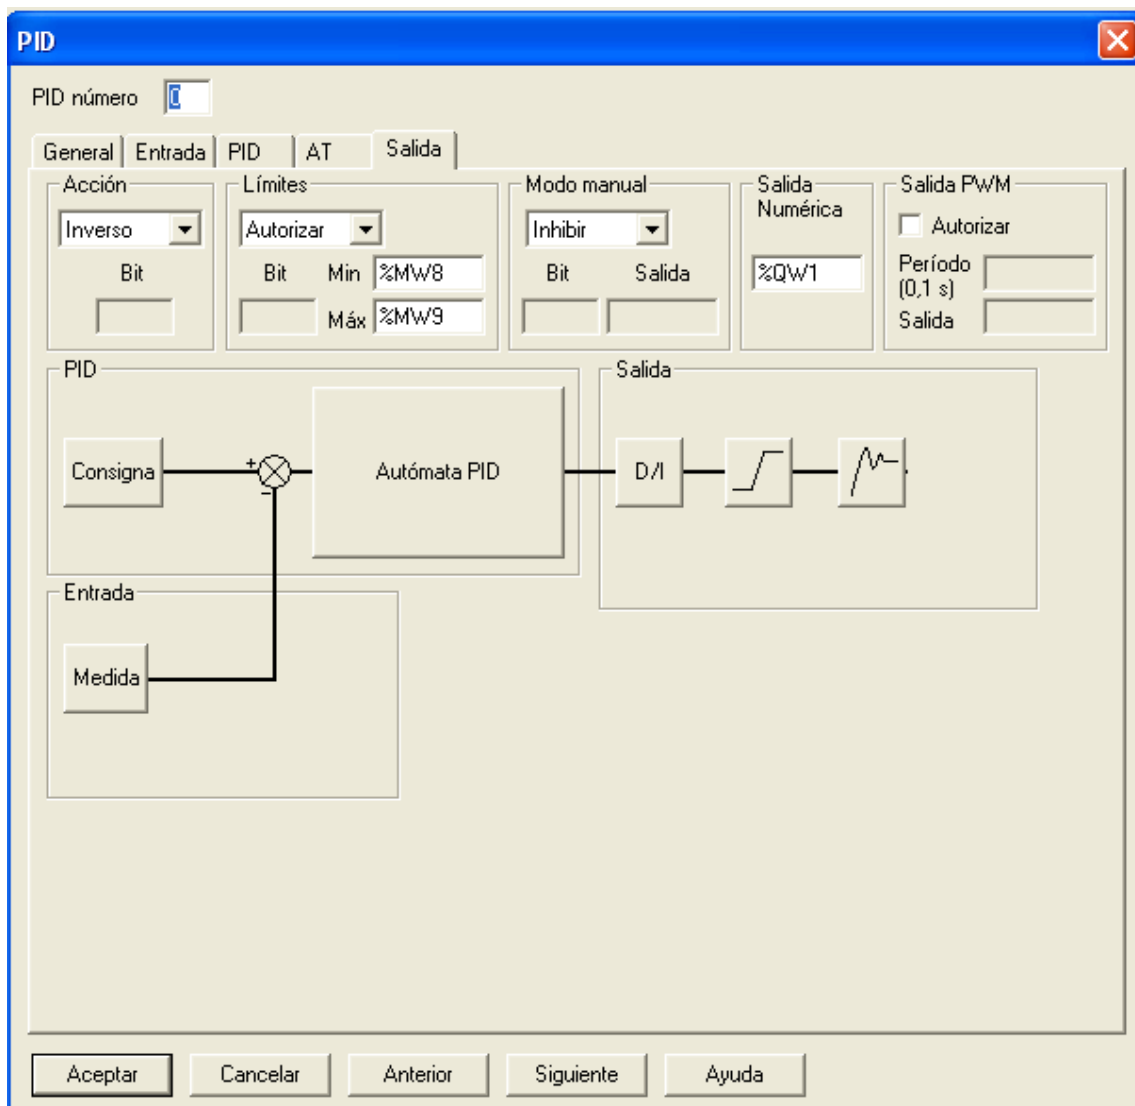 PID
PID número 0
General Entrada PID AT Salida
Acción Límites Modo manual Salida Numérica Salida PWM
Inverso Autorizar Inhibir Autorizar
Bit Bit Min %MW8 Bit Salida %QW1 Período (0,1 s)
Máx %MW9 Salida
PID Salida
Consigna + - Autómata PID D/I
Entrada
Medida
Aceptar Cancelar Anterior Siguiente Ayuda